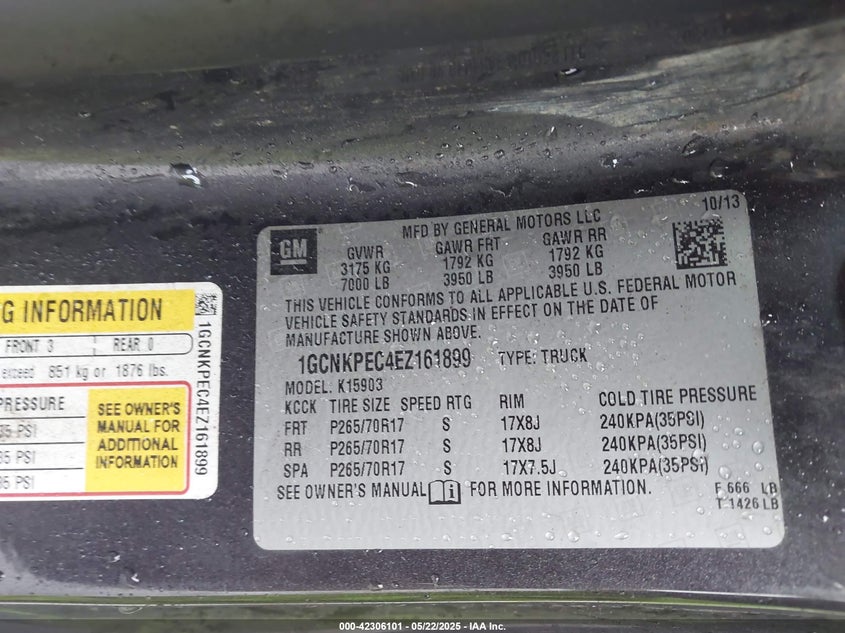 G INFORMATION
FRONT 3 REAR 0
exceed 851 kg or 1876 lbs.
PRESSURE
35 PSI
35 PSI
35 PSI
SEE OWNER'S
MANUAL FOR
ADDITIONAL
INFORMATION
1GCNKPEC4EZ161899
GM
10/13
MFD BY GENERAL MOTORS LLC
GVWR GAWR FRT GAWR RR
3175 KG 1792 KG 1792 KG
7000 LB 3950 LB 3950 LB
THIS VEHICLE CONFORMS TO ALL APPLICABLE U.S. FEDERAL MOTOR
VEHICLE SAFETY STANDARDS IN EFFECT ON THE DATE OF
MANUFACTURE SHOWN ABOVE.
1GCNKPEC4EZ161899 TYPE: TRUCK
MODEL: K15903
KCCK TIRE SIZE SPEED RTG RIM COLD TIRE PRESSURE
FRT P265/70R17 S 17X8J 240KPA(35PSI)
RR P265/70R17 S 17X8J 240KPA(35PSI)
SPA P265/70R17 S 17X7.5J 240KPA(35PSI)
SEE OWNER'S MANUAL FOR MORE INFORMATION.
F 666 LB
T 1426 LB
000-42306101 - 05/22/2025 - IAA Inc.